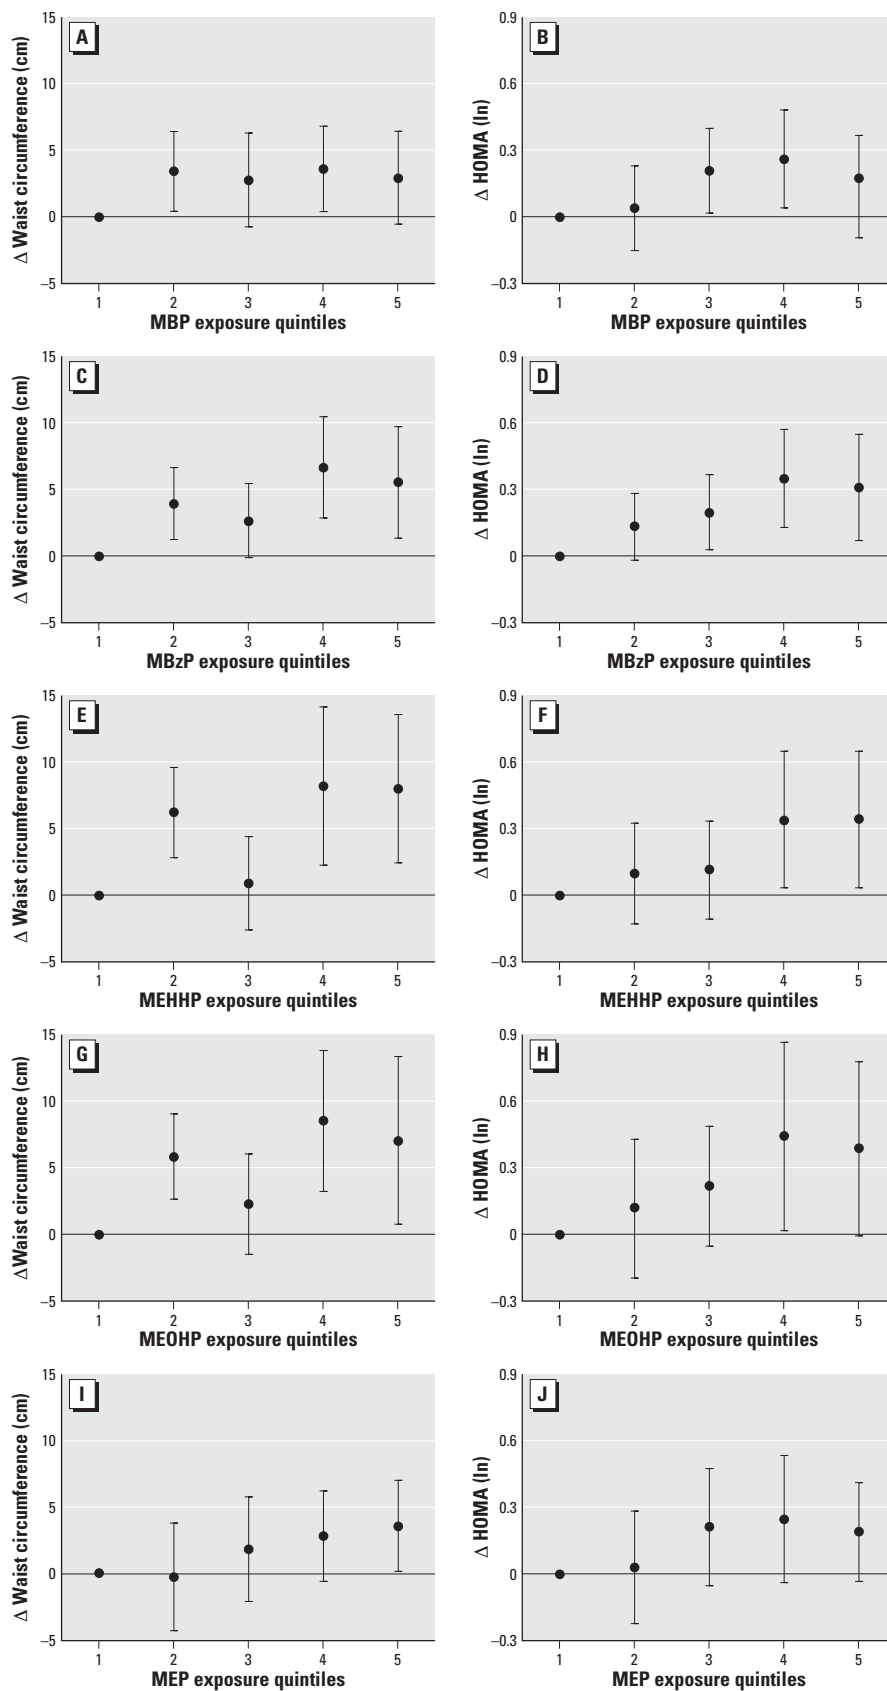 A
Δ Waist circumference (cm)
15
10
5
0
–5
1 2 3 4 5
MBP exposure quintiles
B
Δ HOMA (ln)
0.9
0.6
0.3
0
–0.3
1 2 3 4 5
MBP exposure quintiles
C
Δ Waist circumference (cm)
15
10
5
0
–5
1 2 3 4 5
MBzP exposure quintiles
D
Δ HOMA (ln)
0.9
0.6
0.3
0
–0.3
1 2 3 4 5
MBzP exposure quintiles
E
Δ Waist circumference (cm)
15
10
5
0
–5
1 2 3 4 5
MEHHP exposure quintiles
F
Δ HOMA (ln)
0.9
0.6
0.3
0
–0.3
1 2 3 4 5
MEHHP exposure quintiles
G
ΔWaist circumference (cm)
15
10
5
0
–5
1 2 3 4 5
MEOHP exposure quintiles
H
Δ HOMA (ln)
0.9
0.6
0.3
0
–0.3
1 2 3 4 5
MEOHP exposure quintiles
I
Δ Waist circumference (cm)
15
10
5
0
–5
1 2 3 4 5
MEP exposure quintiles
J
Δ HOMA (ln)
0.9
0.6
0.3
0
–0.3
1 2 3 4 5
MEP exposure quintiles